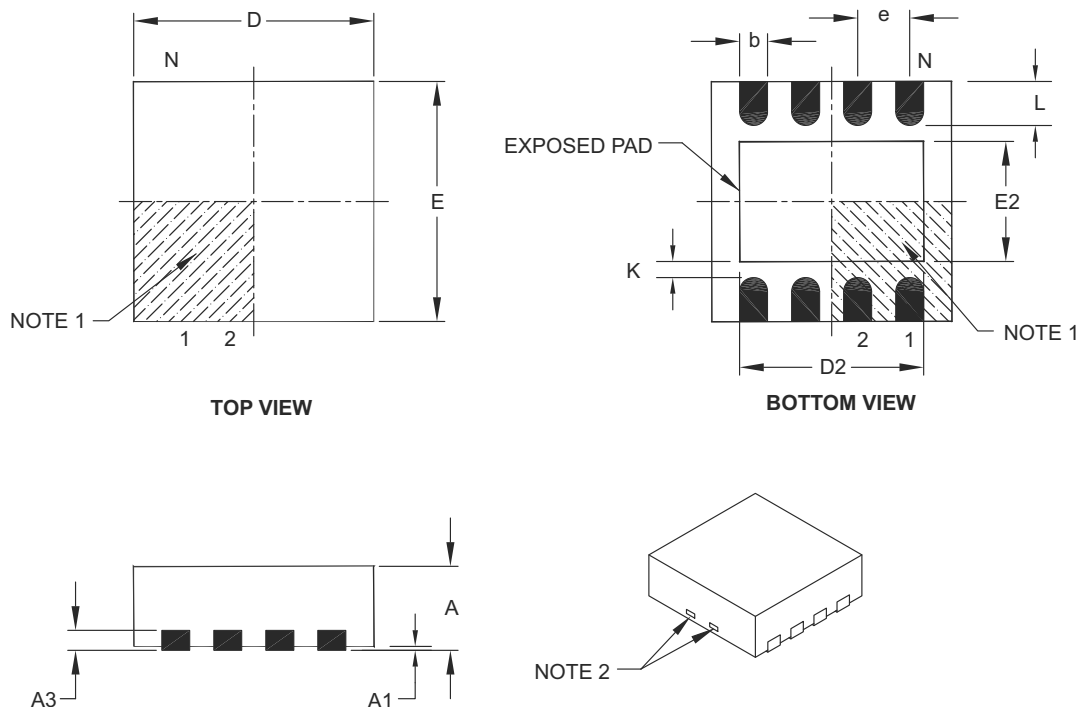 D
N
E
NOTE 1
1 2
TOP VIEW
b
e
N
L
EXPOSED PAD
E2
K
NOTE 1
2 1
D2
BOTTOM VIEW
A
A3
A1
NOTE 2